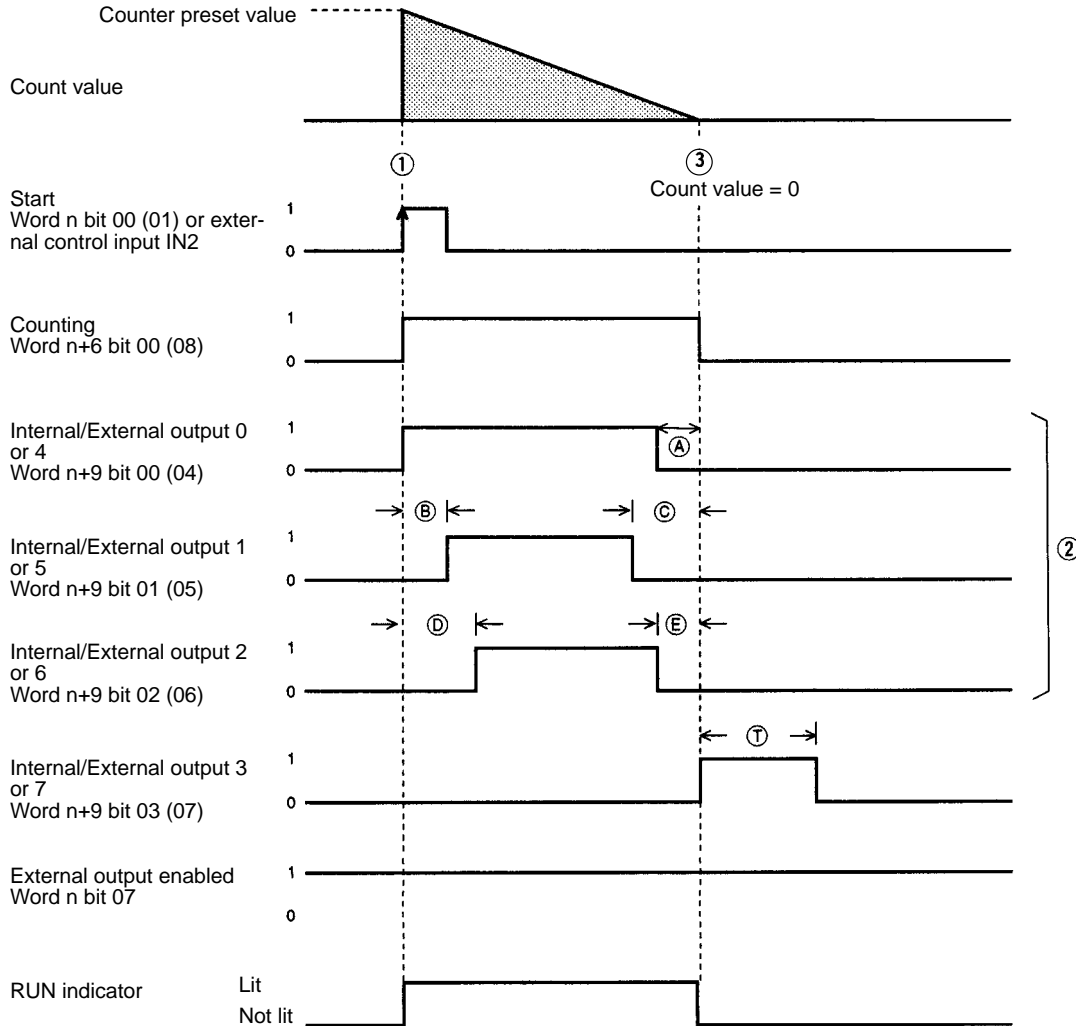 Counter preset value
Count value
①
③
Count value = 0
Start
Word n bit 00 (01) or exter-
nal control input IN2
1
0
Counting
Word n+6 bit 00 (08)
1
0
Internal/External output 0
or 4
Word n+9 bit 00 (04)
1
0
Ⓐ
Ⓑ
Ⓒ
Internal/External output 1
or 5
Word n+9 bit 01 (05)
1
0
②
Ⓓ
Ⓔ
Internal/External output 2
or 6
Word n+9 bit 02 (06)
1
0
Ⓣ
Internal/External output 3
or 7
Word n+9 bit 03 (07)
1
0
External output enabled
Word n bit 07
1
0
RUN indicator
Lit
Not lit